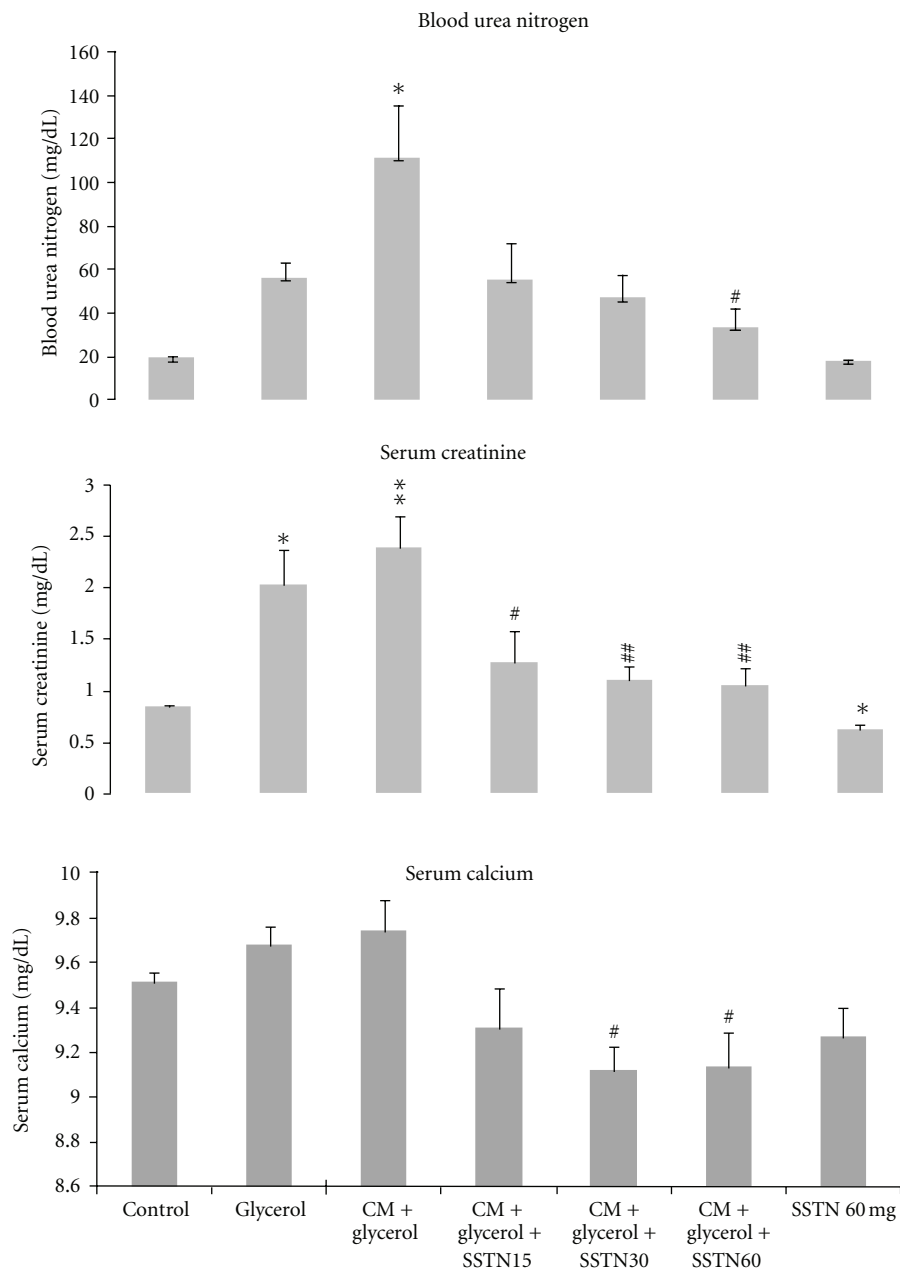 Blood urea nitrogen
Blood urea nitrogen (mg/dL)
160
140
120
100
80
60
40
20
0
*
#
Serum creatinine
Serum creatinine (mg/dL)
3
2.5
2
1.5
1
0.5
0
*
**
#
##
##
*
Serum calcium
Serum calcium (mg/dL)
10
9.8
9.6
9.4
9.2
9
8.8
8.6
#
#
Control
Glycerol
CM +
glycerol
CM +
glycerol +
SSTN15
CM +
glycerol +
SSTN30
CM +
glycerol +
SSTN60
SSTN 60 mg